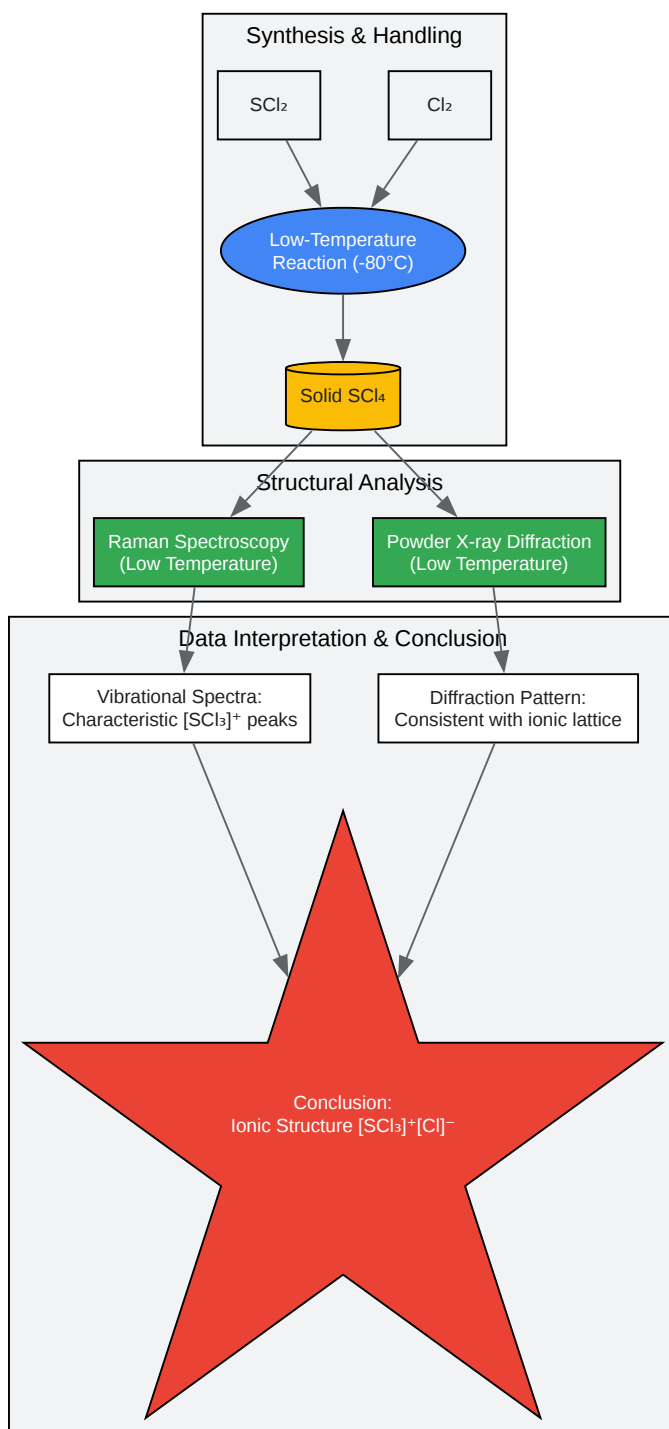 Synthesis & Handling
SCl₂
Cl₂
Low-Temperature
Reaction (-80°C)
Solid SCl₄
Structural Analysis
Raman Spectroscopy
(Low Temperature)
Powder X-ray Diffraction
(Low Temperature)
Data Interpretation & Conclusion
Vibrational Spectra:
Characteristic [SCl₃]⁺ peaks
Diffraction Pattern:
Consistent with ionic lattice
Conclusion:
Ionic Structure [SCl₃]⁺[Cl]⁻